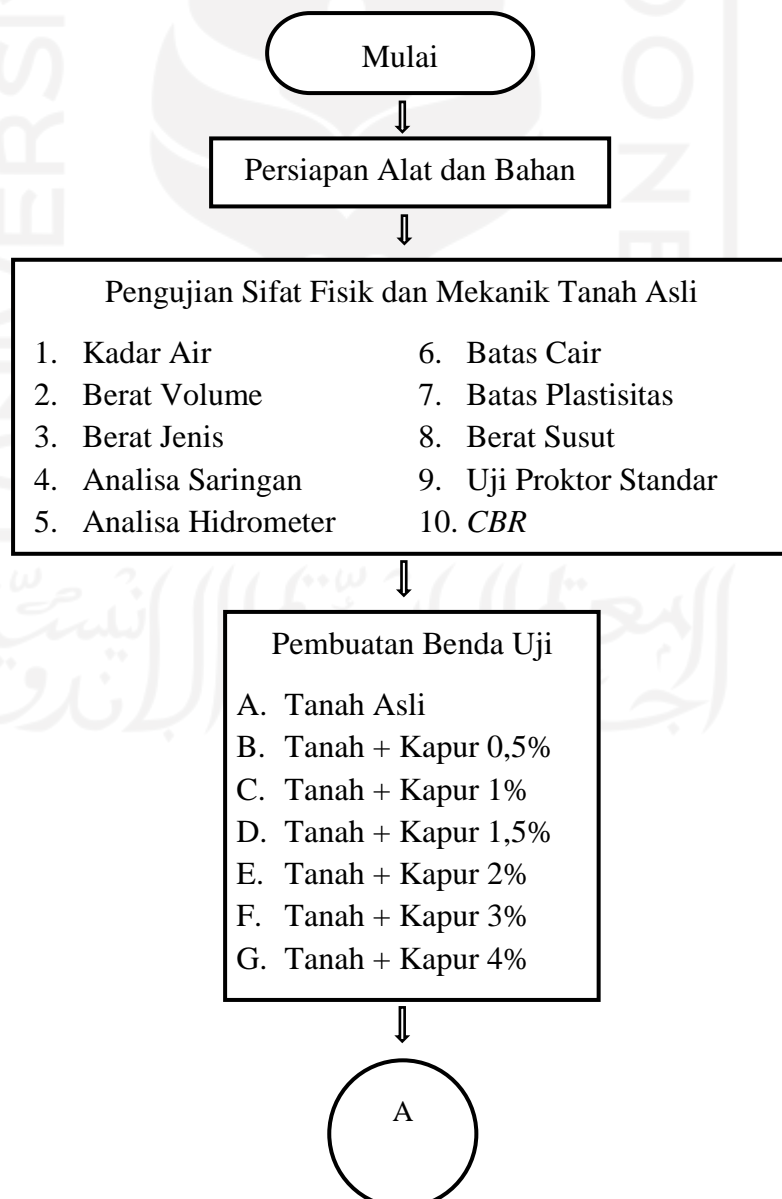 Mulai
Persiapan Alat dan Bahan
Pengujian Sifat Fisik dan Mekanik Tanah Asli
1. Kadar Air
2. Berat Volume
3. Berat Jenis
4. Analisa Saringan
5. Analisa Hidrometer
6. Batas Cair
7. Batas Plastisitas
8. Berat Susut
9. Uji Proktor Standar
10. CBR
Pembuatan Benda Uji
A. Tanah Asli
B. Tanah + Kapur 0,5%
C. Tanah + Kapur 1%
D. Tanah + Kapur 1,5%
E. Tanah + Kapur 2%
F. Tanah + Kapur 3%
G. Tanah + Kapur 4%
A